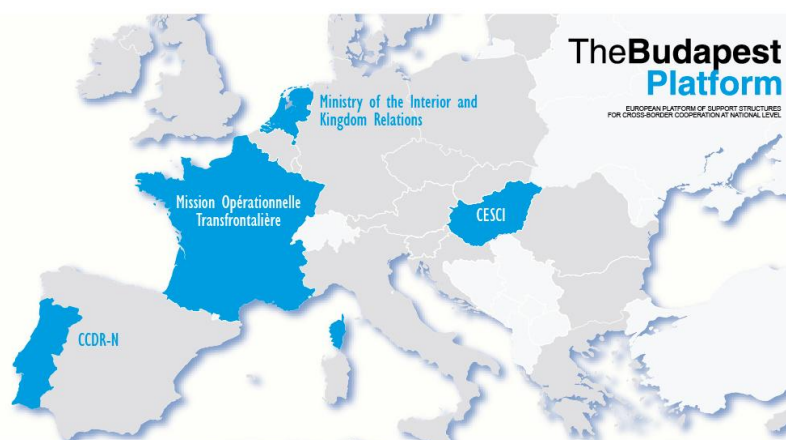 TheBudapest
Platform
EUROPEAN PLATFORM OF SUPPORT STRUCTURES
FOR CROSS-BORDER COOPERATION AT NATIONAL LEVEL
Ministry of the Interior and
Kingdom Relations
Mission Opérationnelle
Transfrontalière
CESCI
CCDR-N